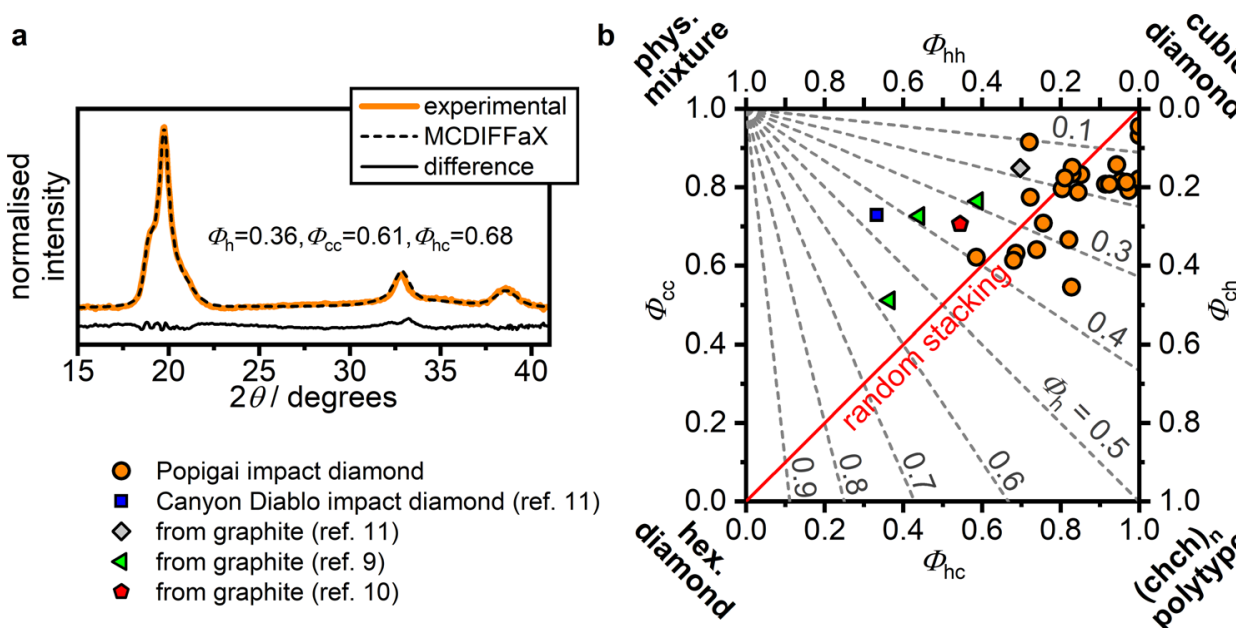 a
normalised
intensity
experimental
MCDIFFaX
difference
Φh=0.36, Φcc=0.61, Φhc=0.68
15 20 25 30 35 40
2θ / degrees
Popigai impact diamond
Canyon Diablo impact diamond (ref. 11)
from graphite (ref. 11)
from graphite (ref. 9)
from graphite (ref. 10)
b
phys.
mixture
cubic
diamond
Φhh
1.0 0.8 0.6 0.4 0.2 0.0
Φcc
1.0
0.8
0.6
0.4
0.2
0.0
0.0
0.2
0.4
0.6
0.8
1.0
Φch
0.1
0.3
0.4
Φh = 0.5
0.6
0.7
0.8
0.9
random stacking
0.0 0.2 0.4 0.6 0.8 1.0
Φhc
hex.
diamond
(chch)n
polytype